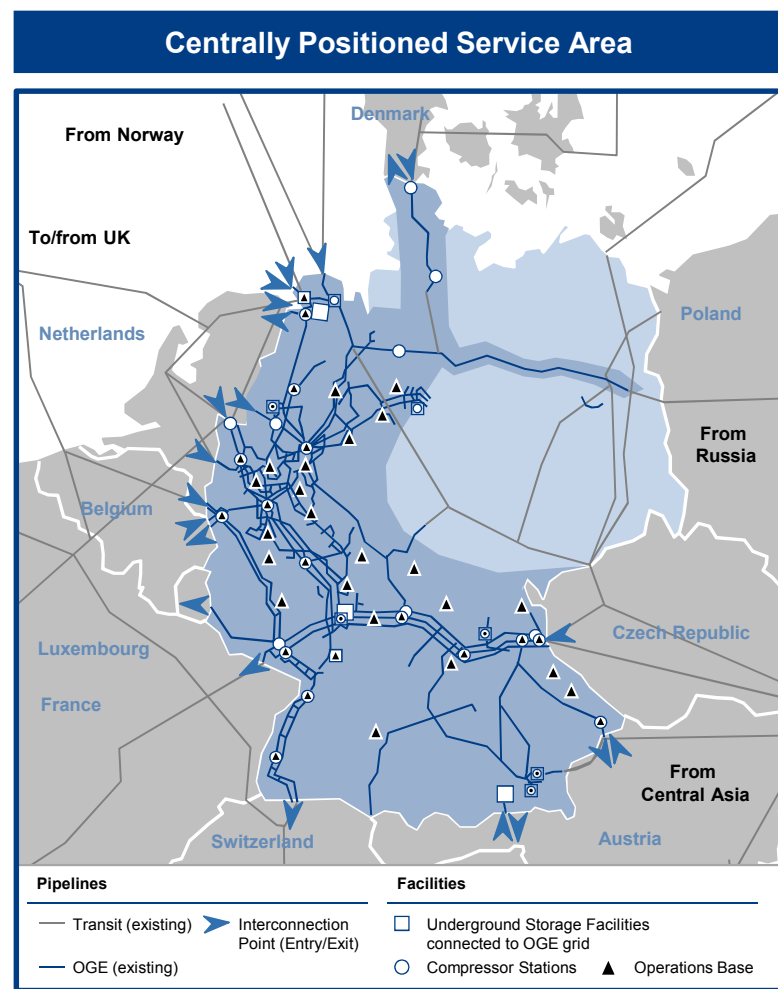 Centrally Positioned Service Area
Denmark
From Norway
To/from UK
Netherlands
Poland
From
Russia
Belgium
Czech Republic
Luxembourg
France
From
Central Asia
Switzerland
Austria
Pipelines
Facilities
Transit (existing)
Interconnection
Point (Entry/Exit)
Underground Storage Facilities
connected to OGE grid
OGE (existing)
Compressor Stations
Operations Base